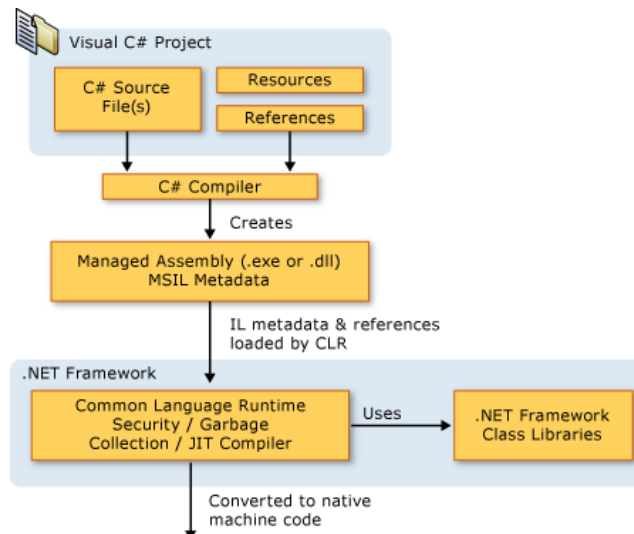 Visual C# Project
C# Source
File(s)
Resources
References
C# Compiler
Creates
Managed Assembly (.exe or .dll)
MSIL Metadata
IL metadata & references
loaded by CLR
.NET Framework
Common Language Runtime
Security / Garbage
Collection / JIT Compiler
Uses
.NET Framework
Class Libraries
Converted to native
machine code